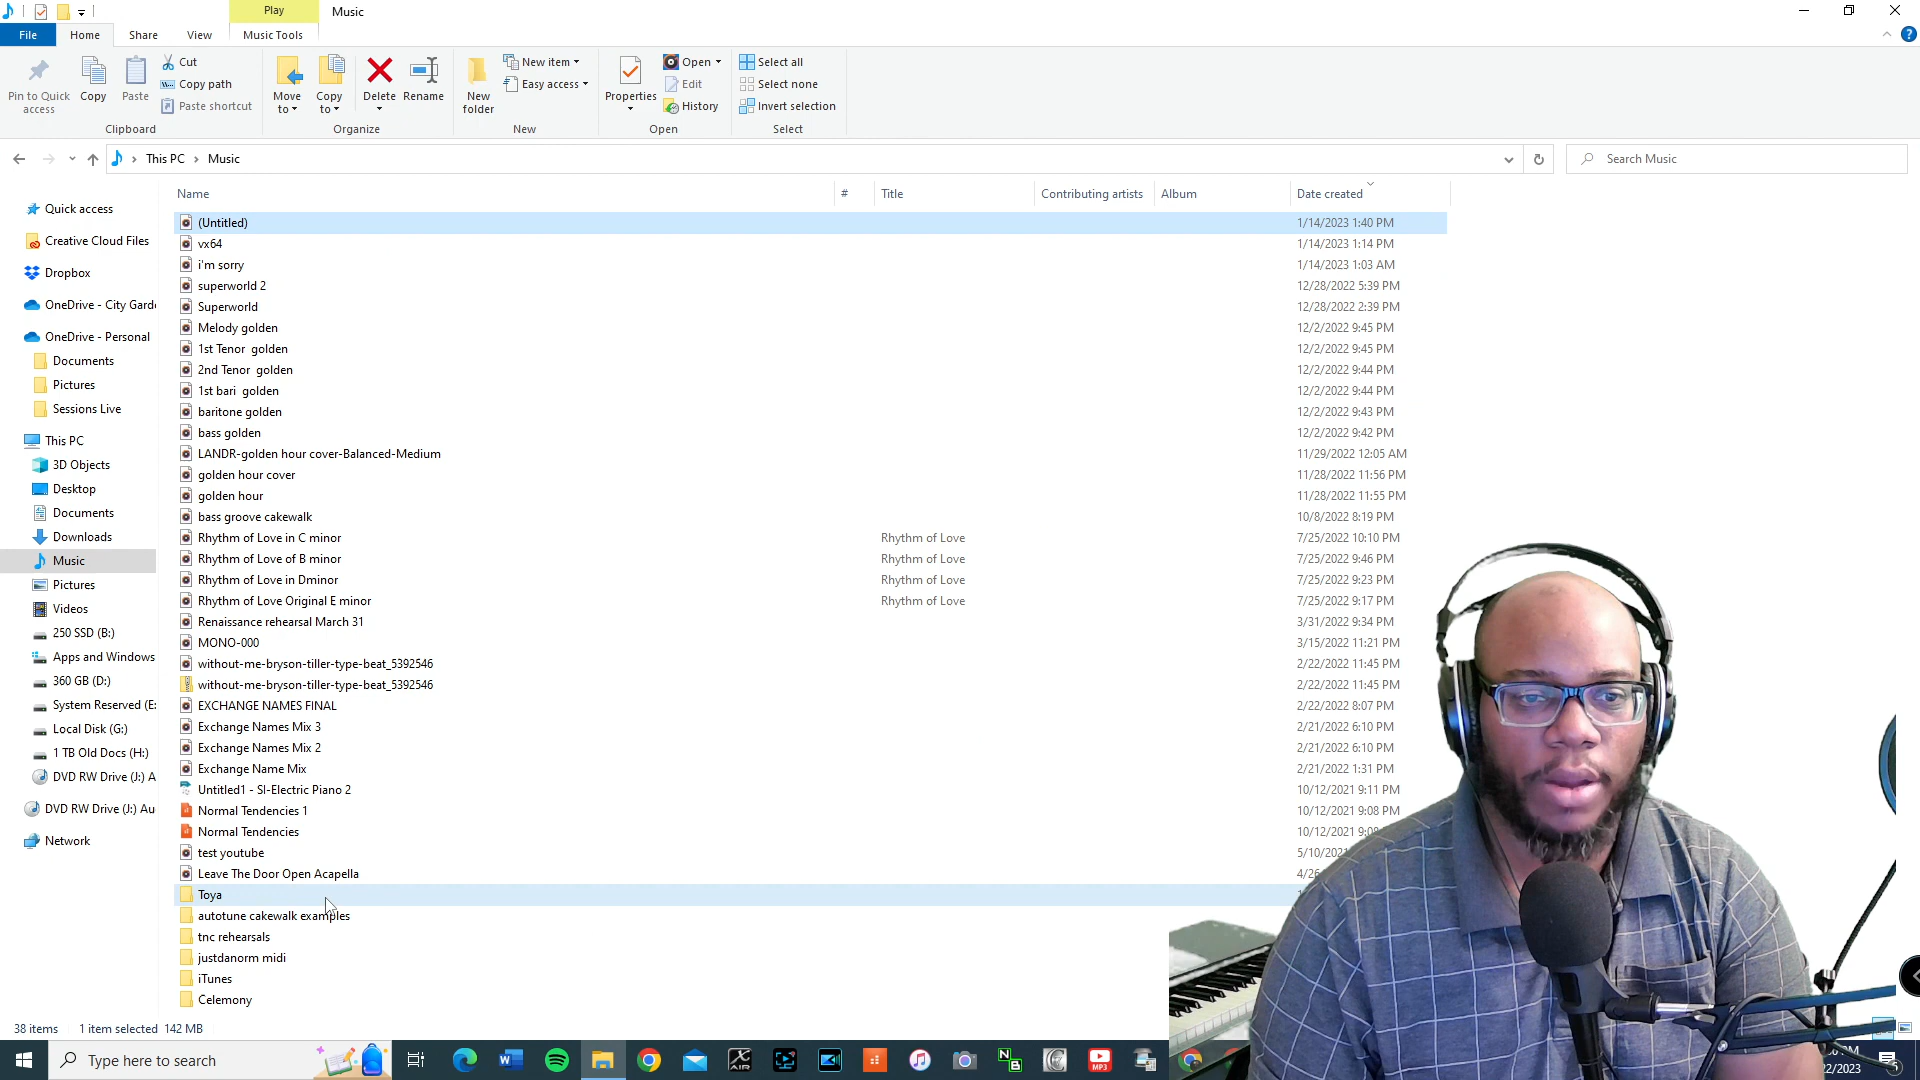 Play
Music
File
Home
Share
View
Music Tools
Pin to Quick access
Copy
Paste
Cut
Copy path
Paste shortcut
Clipboard
Move to
Copy to
Delete
Rename
Organize
New folder
New item
Easy access
New
Properties
Open
Edit
History
Open
Select all
Select none
Invert selection
Select
This PC
Music
Search Music
Name
#
Title
Contributing artists
Album
Date created
Quick access
Creative Cloud Files
Dropbox
OneDrive - City Garde
OneDrive - Personal
Documents
Pictures
Sessions Live
This PC
3D Objects
Desktop
Documents
Downloads
Music
Pictures
Videos
250 SSD (B:)
Apps and Windows
360 GB (D:)
System Reserved (E:
Local Disk (G:)
1 TB Old Docs (H:)
DVD RW Drive (J:) A
DVD RW Drive (J:) Au
Network
(Untitled) 1/14/2023 1:40 PM
vx64 1/14/2023 1:14 PM
i'm sorry 1/14/2023 1:03 AM
superworld 2 12/28/2022 5:39 PM
Superworld 12/28/2022 2:39 PM
Melody golden 12/2/2022 9:45 PM
1st Tenor golden 12/2/2022 9:45 PM
2nd Tenor golden 12/2/2022 9:44 PM
1st bari golden 12/2/2022 9:44 PM
baritone golden 12/2/2022 9:43 PM
bass golden 12/2/2022 9:42 PM
LANDR-golden hour cover-Balanced-Medium 11/29/2022 12:05 AM
golden hour cover 11/28/2022 11:56 PM
golden hour 11/28/2022 11:55 PM
bass groove cakewalk 10/8/2022 8:19 PM
Rhythm of Love in C minor Rhythm of Love 7/25/2022 10:10 PM
Rhythm of Love of B minor Rhythm of Love 7/25/2022 9:46 PM
Rhythm of Love in Dminor Rhythm of Love 7/25/2022 9:23 PM
Rhythm of Love Original E minor Rhythm of Love 7/25/2022 9:17 PM
Renaissance rehearsal March 31 3/31/2022 9:34 PM
MONO-000 3/15/2022 11:21 PM
without-me-bryson-tiller-type-beat_5392546 2/22/2022 11:45 PM
without-me-bryson-tiller-type-beat_5392546 2/22/2022 11:45 PM
EXCHANGE NAMES FINAL 2/22/2022 8:07 PM
Exchange Names Mix 3 2/21/2022 6:10 PM
Exchange Names Mix 2 2/21/2022 6:10 PM
Exchange Name Mix 2/21/2022 1:31 PM
Untitled1 - SI-Electric Piano 2 10/12/2021 9:11 PM
Normal Tendencies 1 10/12/2021 9:08 PM
Normal Tendencies 10/12/2021 9:08
test youtube 5/10/2021
Leave The Door Open Acapella 4/26
Toya
autotune cakewalk examples
tnc rehearsals
justdanorm midi
iTunes
Celemony
38 items 1 item selected 142 MB
Type here to search